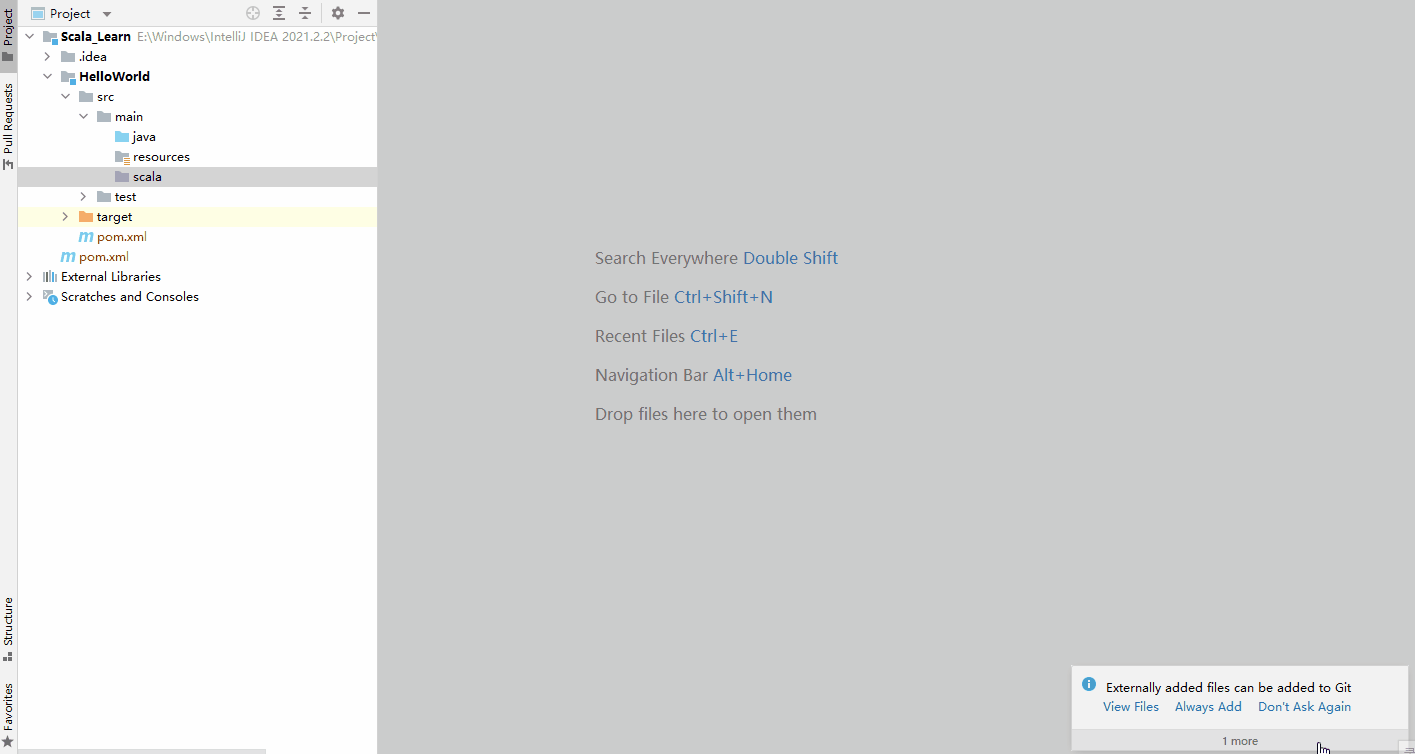 Project
Project
Scala_Learn E:\Windows\IntelliJ IDEA 2021.2.2\Project\
.idea
HelloWorld
src
main
java
resources
scala
test
target
m pom.xml
m pom.xml
External Libraries
Scratches and Consoles
Pull Requests
Structure
Favorites
Search Everywhere Double Shift
Go to File Ctrl+Shift+N
Recent Files Ctrl+E
Navigation Bar Alt+Home
Drop files here to open them
Externally added files can be added to Git
View Files Always Add Don't Ask Again
1 more